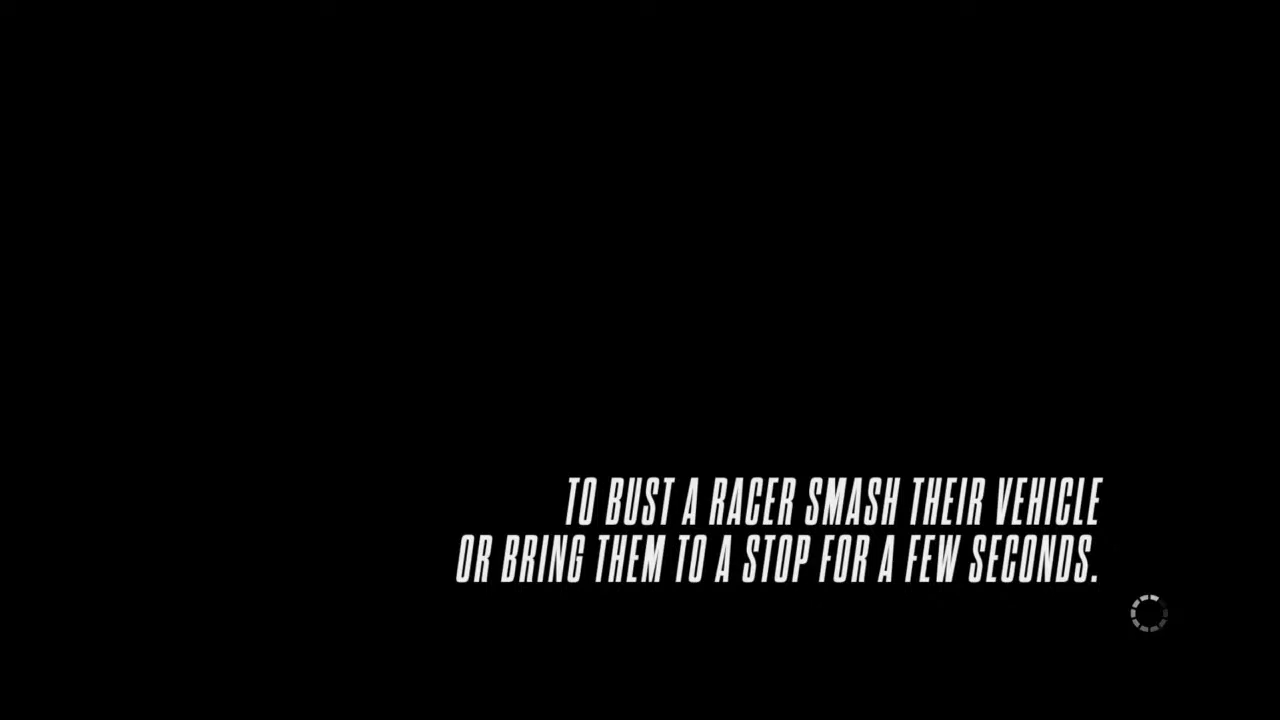 TO BUST A RACER SMASH THEIR VEHICLE
OR BRING THEM TO A STOP FOR A FEW SECONDS.